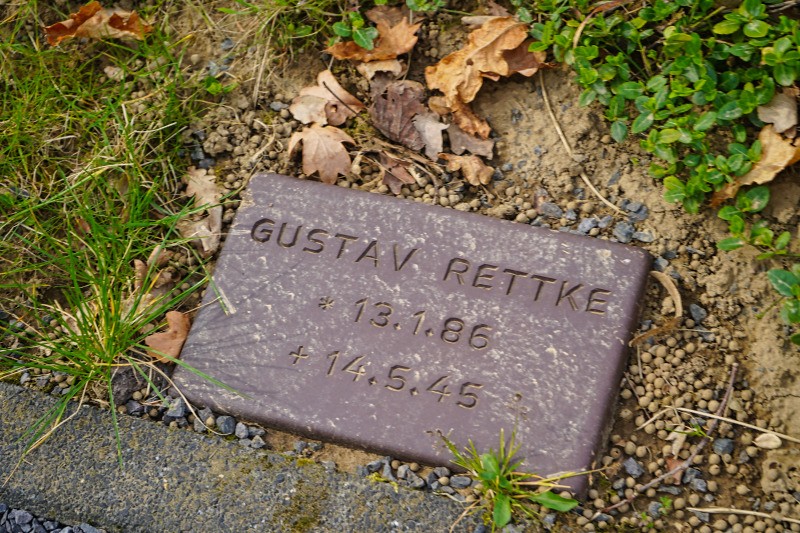 GUSTAV RETTKE
* 13.1.86
+ 14.5.45